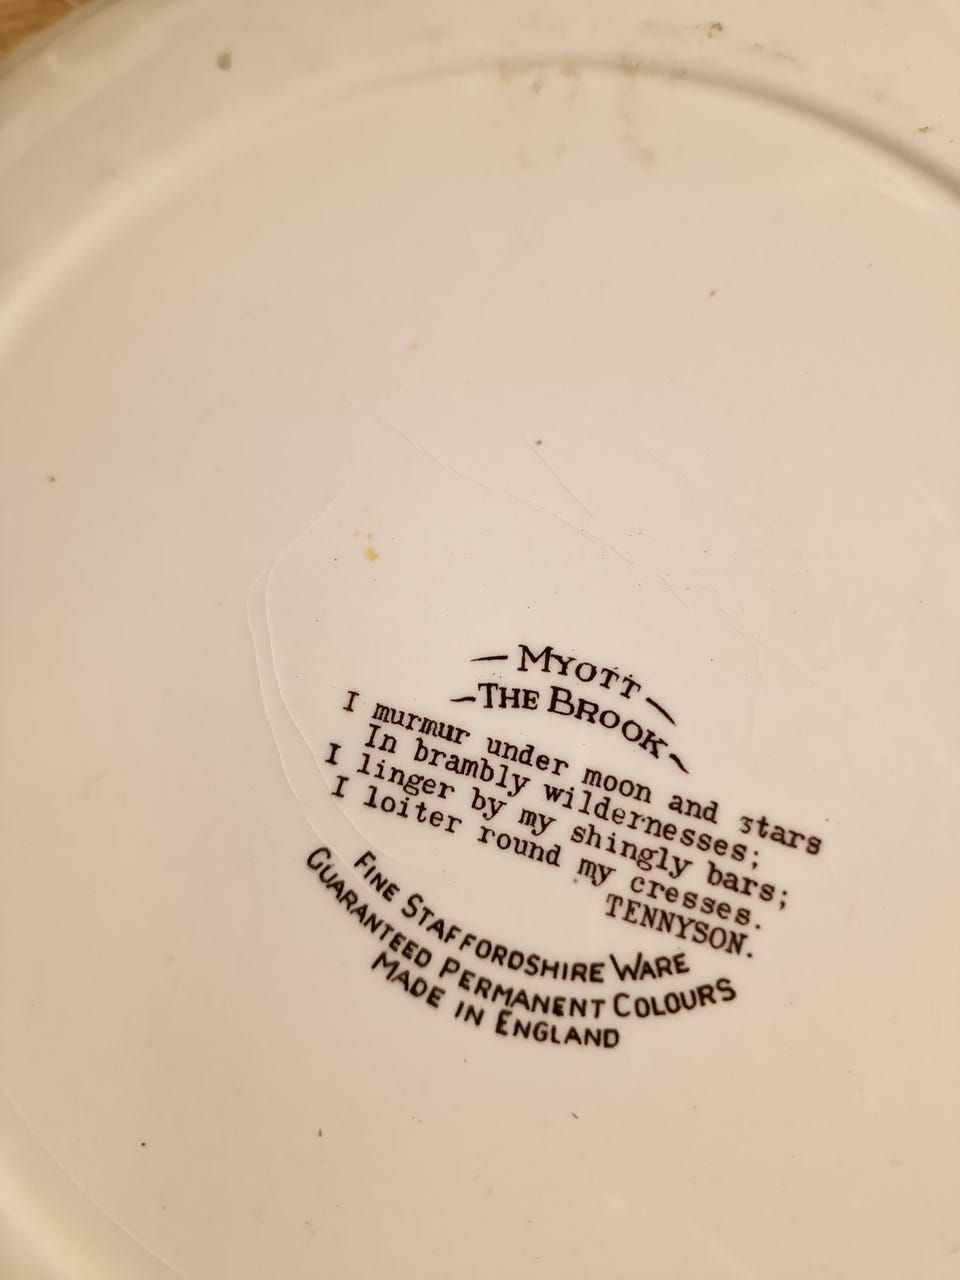 MYOTT
THE BROOK
I murmur under moon and stars
In brambly wildernesses;
I linger by my shingly bars;
I loiter round my cresses.
TENNYSON.
FINE STAFFORDSHIRE WARE
GUARANTEED PERMANENT COLOURS
MADE IN ENGLAND